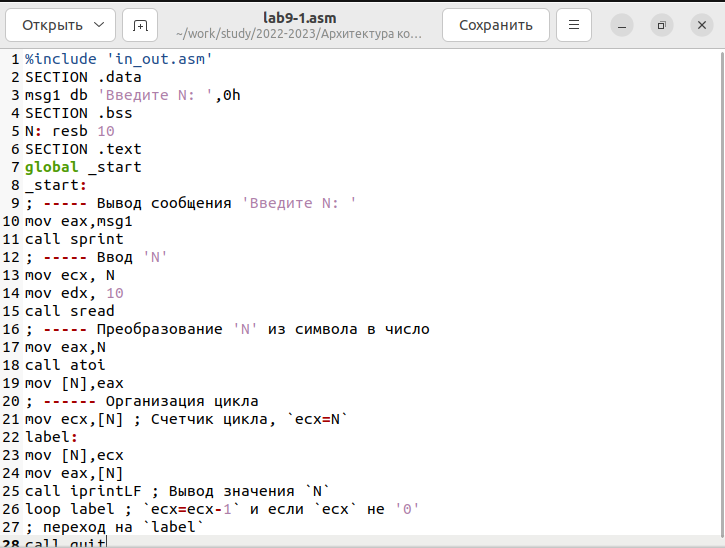 Открыть
lab9-1.asm
~/work/study/2022-2023/Архитектура ко…
Сохранить
1 %include 'in_out.asm'
2 SECTION .data
3 msg1 db 'Введите N: ',0h
4 SECTION .bss
5 N: resb 10
6 SECTION .text
7 global _start
8 _start:
9 ; ----- Вывод сообщения 'Введите N: '
10 mov eax,msg1
11 call sprint
12 ; ----- Ввод 'N'
13 mov ecx, N
14 mov edx, 10
15 call sread
16 ; ----- Преобразование 'N' из символа в число
17 mov eax,N
18 call atoi
19 mov [N],eax
20 ; ------ Организация цикла
21 mov ecx,[N] ; Счетчик цикла, `ecx=N`
22 label:
23 mov [N],ecx
24 mov eax,[N]
25 call iprintLF ; Вывод значения `N`
26 loop label ; `ecx=ecx-1` и если `ecx` не '0'
27 ; переход на `label`
28 call quit